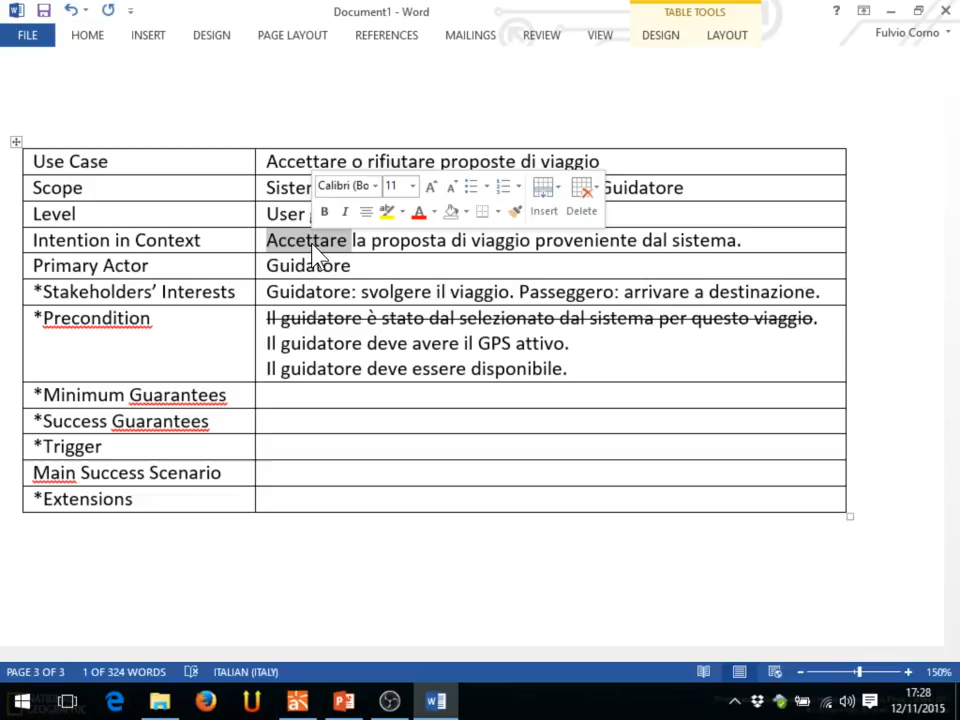 Document1 - Word
TABLE TOOLS
?
FILE
HOME
INSERT
DESIGN
PAGE LAYOUT
REFERENCES
MAILINGS
REVIEW
VIEW
DESIGN
LAYOUT
Fulvio Corno
Use Case
Accettare o rifiutare proposte di viaggio
Scope
Guidatore
Calibri (Bo
11
Level
User
Insert
Delete
Intention in Context
Accettare la proposta di viaggio proveniente dal sistema.
Primary Actor
Guidatore
*Stakeholders’ Interests
Guidatore: svolgere il viaggio. Passeggero: arrivare a destinazione.
*Precondition
Il guidatore è stato dal selezionato dal sistema per questo viaggio.
Il guidatore deve avere il GPS attivo.
Il guidatore deve essere disponibile.
*Minimum Guarantees
*Success Guarantees
*Trigger
Main Success Scenario
*Extensions
PAGE 3 OF 3
1 OF 324 WORDS
ITALIAN (ITALY)
150%
17:28
12/11/2015